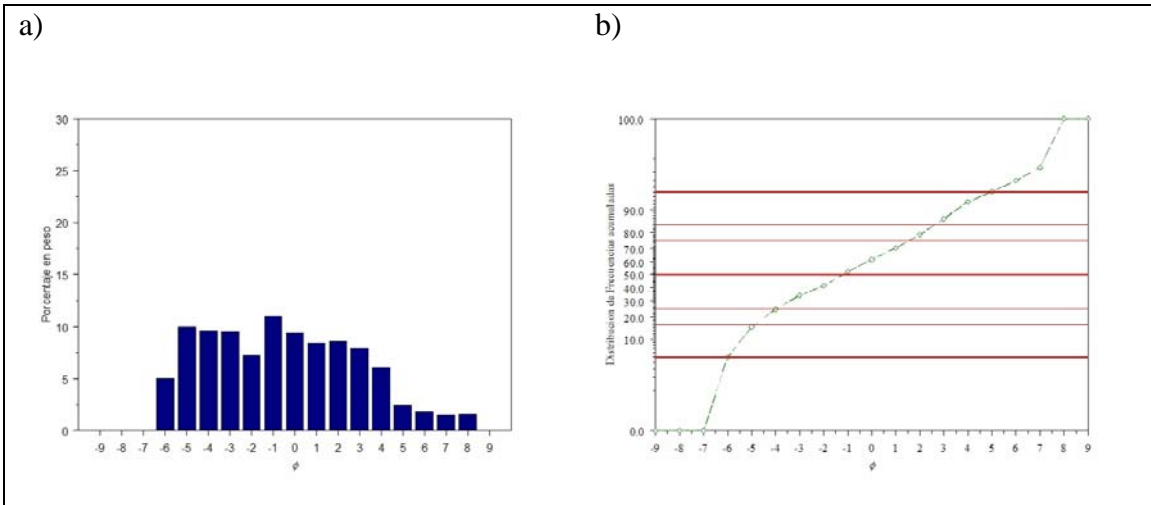 a)
b)
30
25
20
15
10
5
0
Porcentaje en peso
-9 -8 -7 -6 -5 -4 -3 -2 -1 0 1 2 3 4 5 6 7 8 9
ϕ
100.0
90.0
80.0
70.0
60.0
50.0
40.0
30.0
20.0
10.0
0.0
Distribucion de Frecuencias acumuladas
-9 -8 -7 -6 -5 -4 -3 -2 -1 0 1 2 3 4 5 6 7 8 9
ϕ